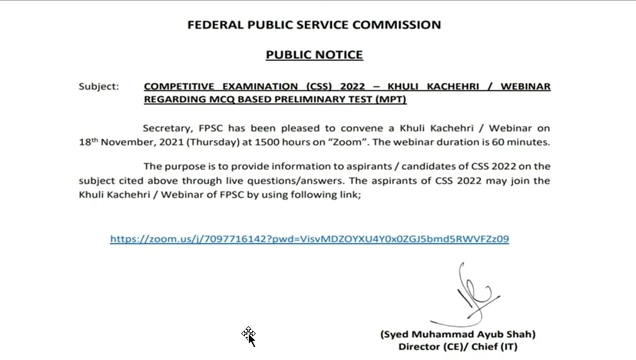 FEDERAL PUBLIC SERVICE COMMISSION
PUBLIC NOTICE
Subject: COMPETITIVE EXAMINATION (CSS) 2022 – KHULI KACHEHRI / WEBINAR
REGARDING MCQ BASED PRELIMINARY TEST (MPT)
Secretary, FPSC has been pleased to convene a Khuli Kachehri / Webinar on
18th November, 2021 (Thursday) at 1500 hours on "Zoom". The webinar duration is 60 minutes.
The purpose is to provide information to aspirants / candidates of CSS 2022 on the
subject cited above through live questions/answers. The aspirants of CSS 2022 may join the
Khuli Kachehri / Webinar of FPSC by using following link;
https://zoom.us/j/7097716142?pwd=VisvMDZOYXU4Y0x0ZGJ5bmd5RWVFZz09
(Syed Muhammad Ayub Shah)
Director (CE)/ Chief (IT)